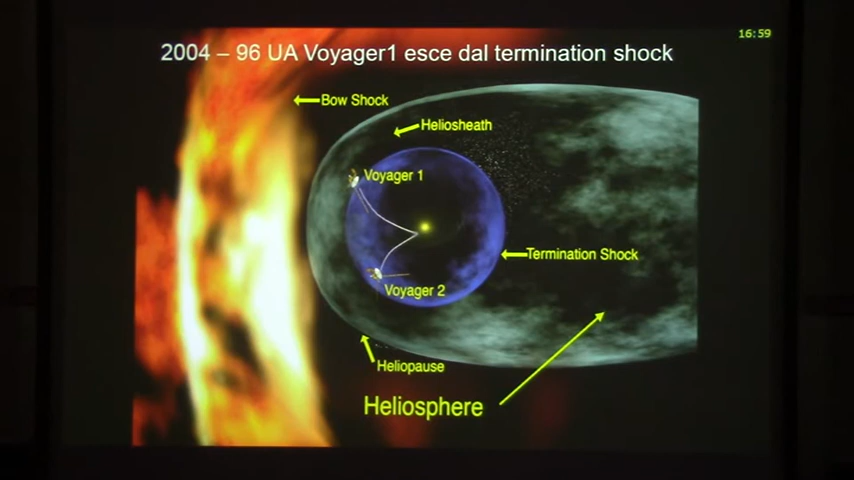 16:59
2004 – 96 UA Voyager1 esce dal termination shock
Bow Shock
Heliosheath
Voyager 1
Termination Shock
Voyager 2
Heliopause
Heliosphere